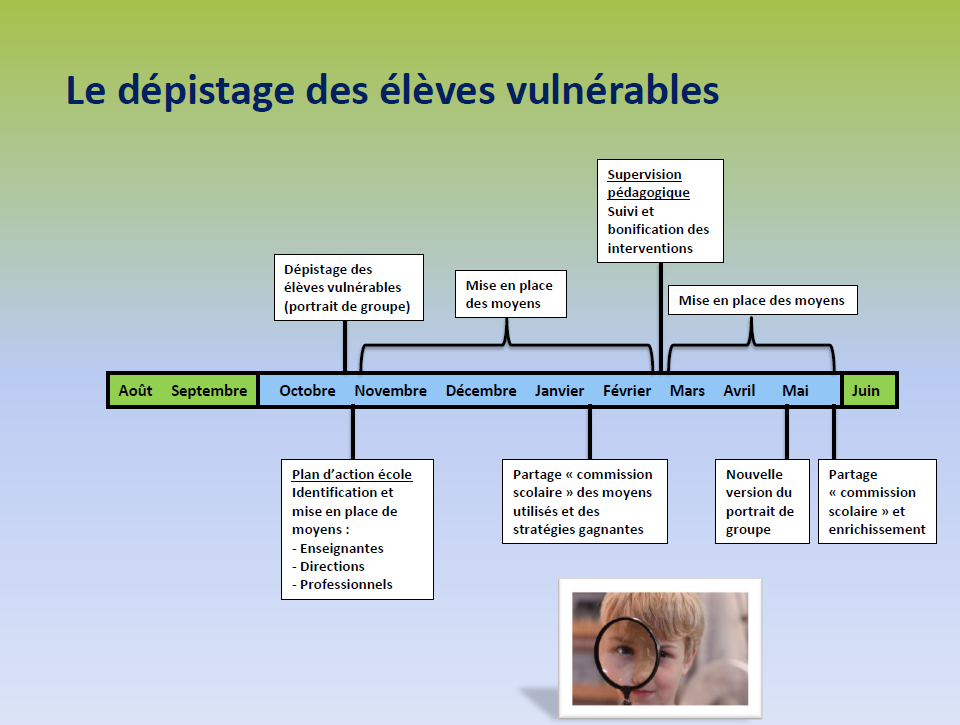 Le dépistage des élèves vulnérables
Supervision
pédagogique
Suivi et
bonification des
interventions
Dépistage des
élèves vulnérables
(portrait de groupe)
Mise en place
des moyens
Mise en place des moyens
Août Septembre Octobre Novembre Décembre Janvier Février Mars Avril Mai Juin
Plan d’action école
Identification et
mise en place de
moyens :
- Enseignantes
- Directions
- Professionnels
Partage « commission
scolaire » des moyens
utilisés et des
stratégies gagnantes
Nouvelle
version du
portrait de
groupe
Partage
« commission
scolaire » et
enrichissement